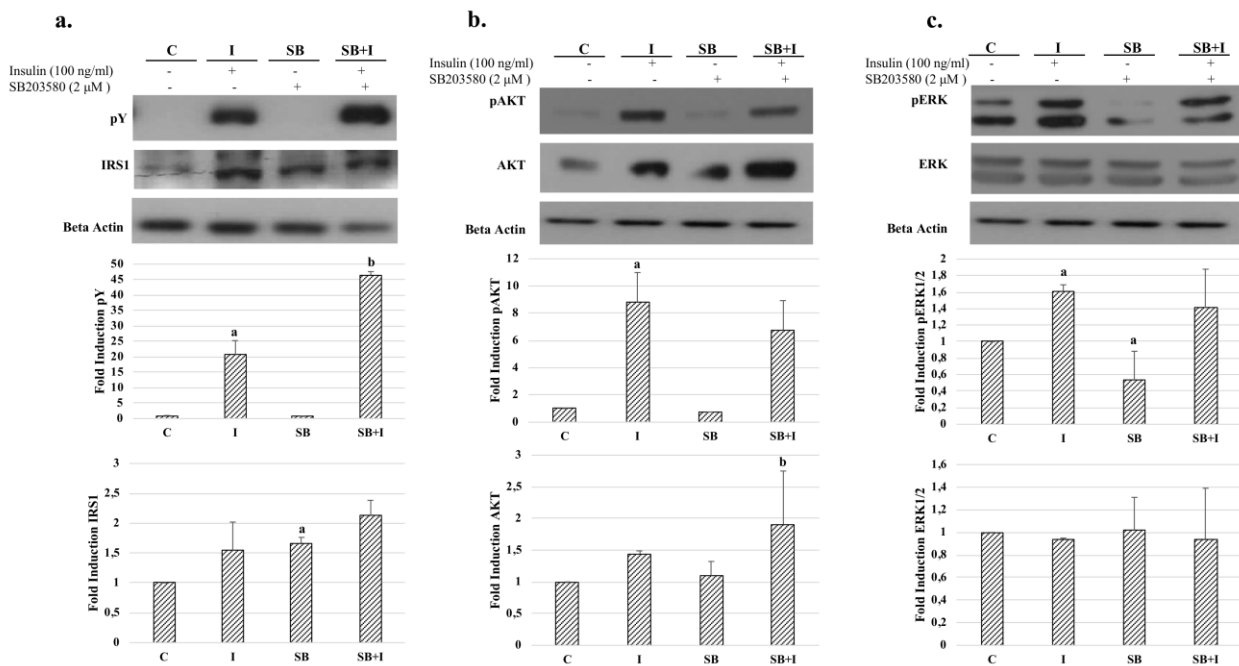 a.
C I SB SB+I
Insulin (100 ng/ml) - + - +
SB203580 (2 μM ) - - + +
pY
IRS1
Beta Actin
Fold Induction pY
50
45
40
35
30
25
20
15
10
5
0
a
b
C I SB SB+I
Fold Induction IRS1
3
2,5
2
1,5
1
0,5
0
a
C I SB SB+I
b.
C I SB SB+I
Insulin (100 ng/ml) - + - +
SB203580 (2 μM ) - - + +
pAKT
AKT
Beta Actin
Fold Induction pAKT
12
10
8
6
4
2
0
a
C I SB SB+I
Fold Induction AKT
3
2,5
2
1,5
1
0,5
0
b
C I SB SB+I
c.
C I SB SB+I
Insulin (100 ng/ml) - + - +
SB203580 (2 μM ) - - + +
pERK
ERK
Beta Actin
Fold Induction pERK1/2
2
1,8
1,6
1,4
1,2
1
0,8
0,6
0,4
0,2
0
a
a
C I SB SB+I
Fold Induction ERK1/2
1,6
1,4
1,2
1
0,8
0,6
0,4
0,2
0
C I SB SB+I